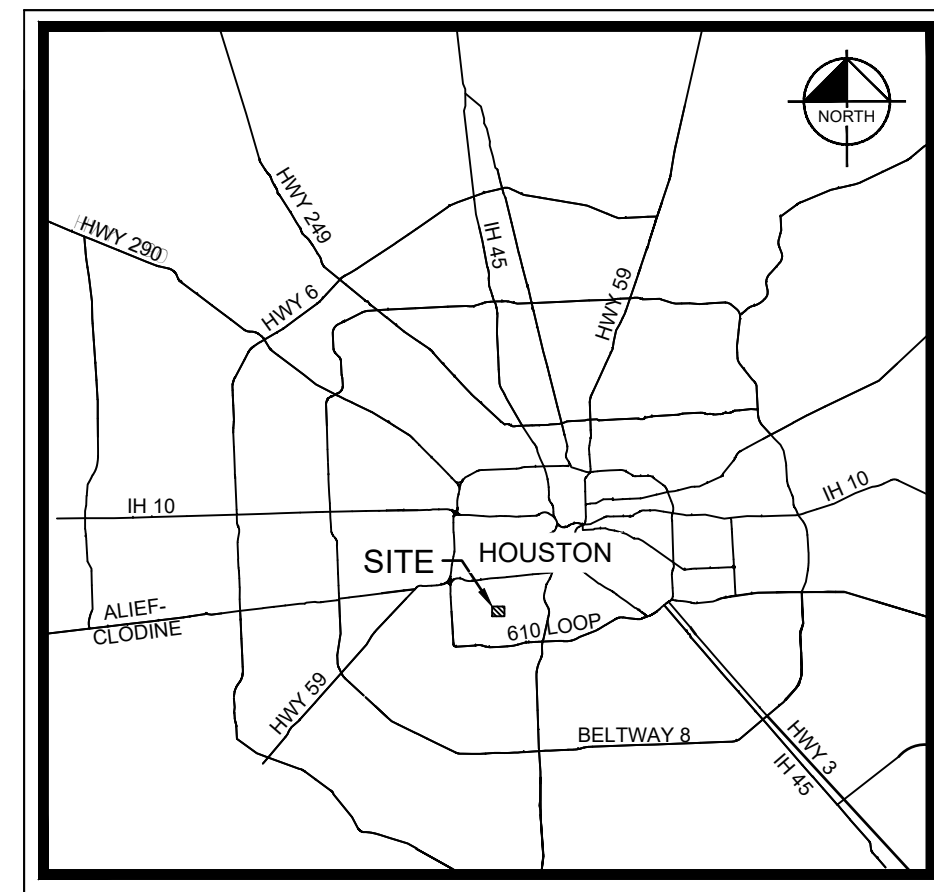 NORTH
HWY 249
HWY 290
IH 45
HWY 6
HWY 59
IH 10
IH 10
SITE
HOUSTON
ALIEF-
CLODINE
610 LOOP
HWY 59
BELTWAY 8
HWY 3
IH 45